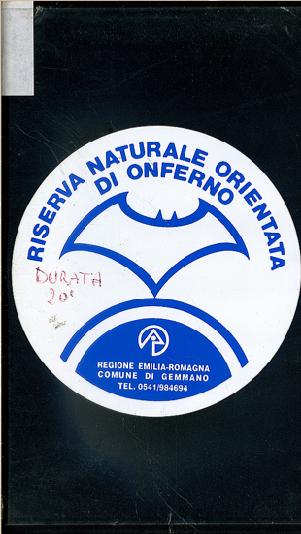 RISERVA NATURALE ORIENTATA
DI ONFERNO
DURATA
20'
REGIONE EMILIA-ROMAGNA
COMUNE DI GEMMANO
TEL. 0541/984694